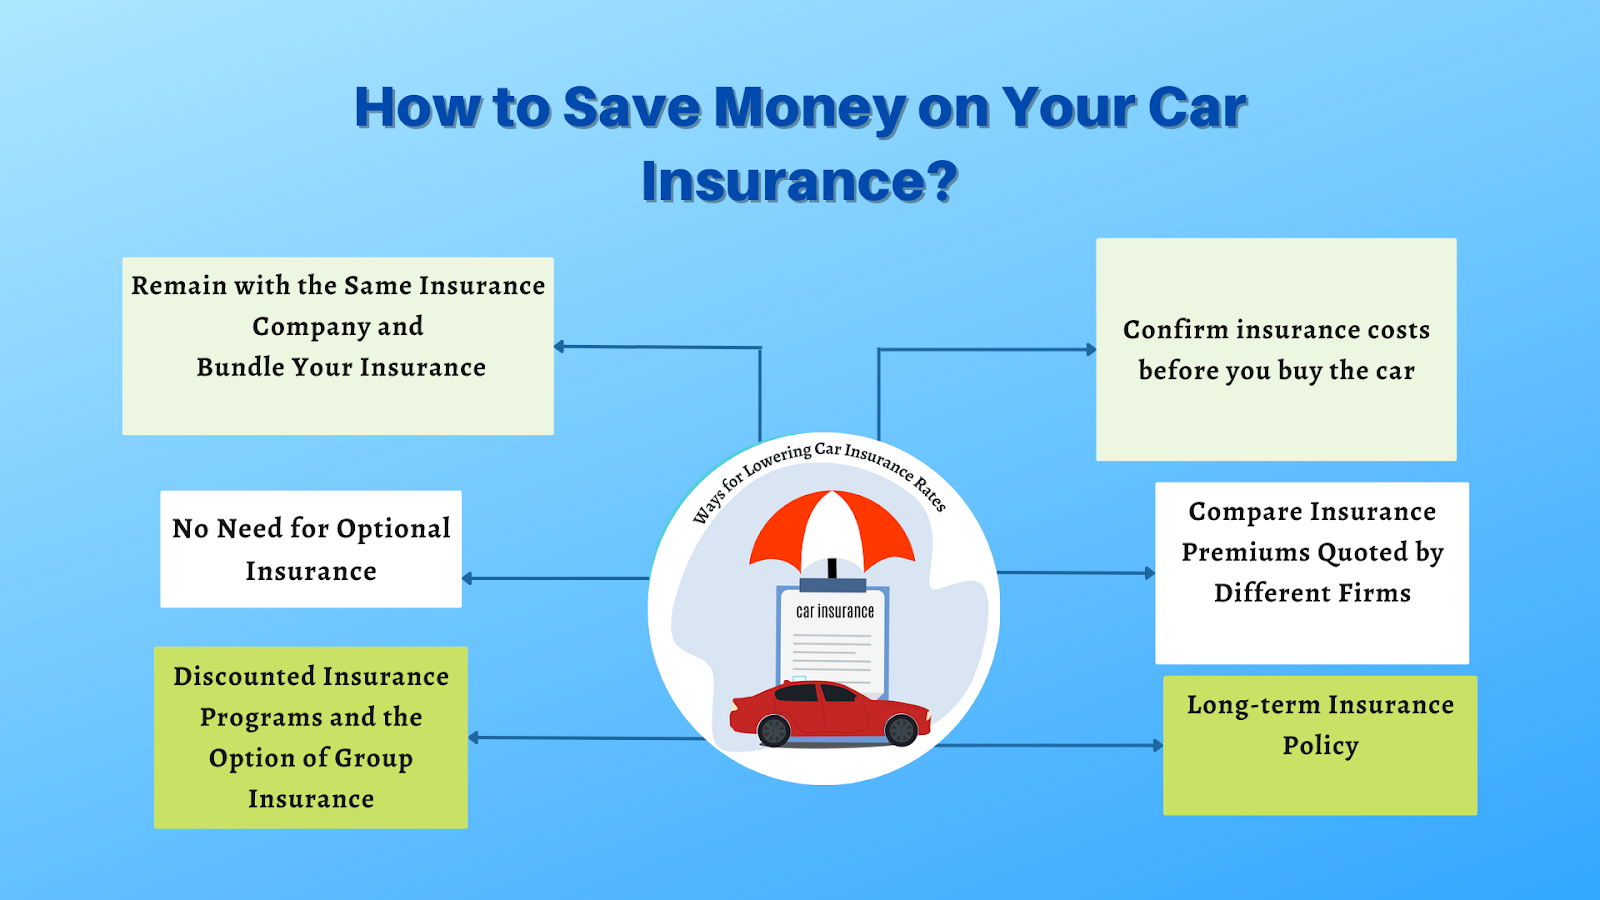 How to Save Money on Your Car
Insurance?
Remain with the Same Insurance
Company and
Bundle Your Insurance
Confirm insurance costs
before you buy the car
Ways for Lowering Car Insurance Rates
No Need for Optional
Insurance
Compare Insurance
Premiums Quoted by
Different Firms
car insurance
Discounted Insurance
Programs and the
Option of Group
Insurance
Long-term Insurance
Policy